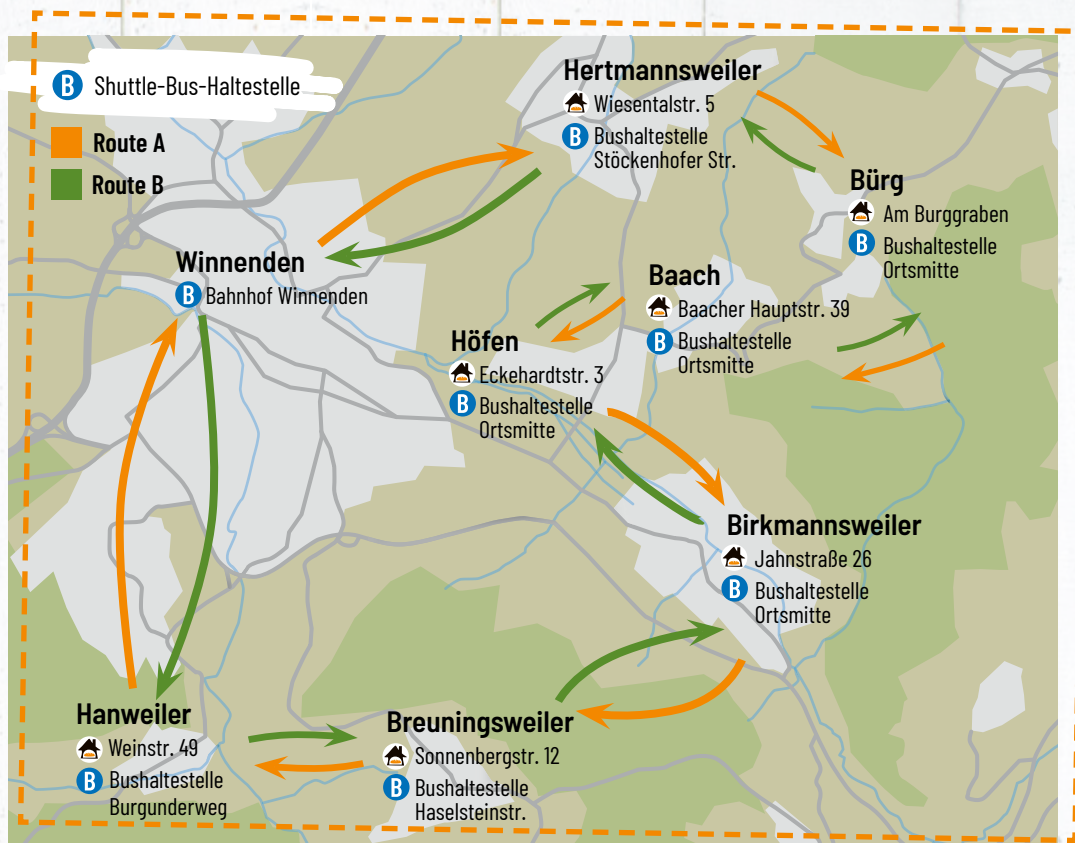 B Shuttle-Bus-Haltestelle
Route A
Route B
Hertmannsweiler
Wiesentalstr. 5
B Bushaltestelle
Stöckenhofer Str.
Bürg
Am Burggraben
B Bushaltestelle
Ortsmitte
Winnenden
B Bahnhof Winnenden
Baach
Baacher Hauptstr. 39
B Bushaltestelle
Ortsmitte
Höfen
Eckehardtstr. 3
B Bushaltestelle
Ortsmitte
Birkmannsweiler
Jahnstraße 26
B Bushaltestelle
Ortsmitte
Hanweiler
Weinstr. 49
B Bushaltestelle
Burgunderweg
Breuningsweiler
Sonnenbergstr. 12
B Bushaltestelle
Haselsteinstr.